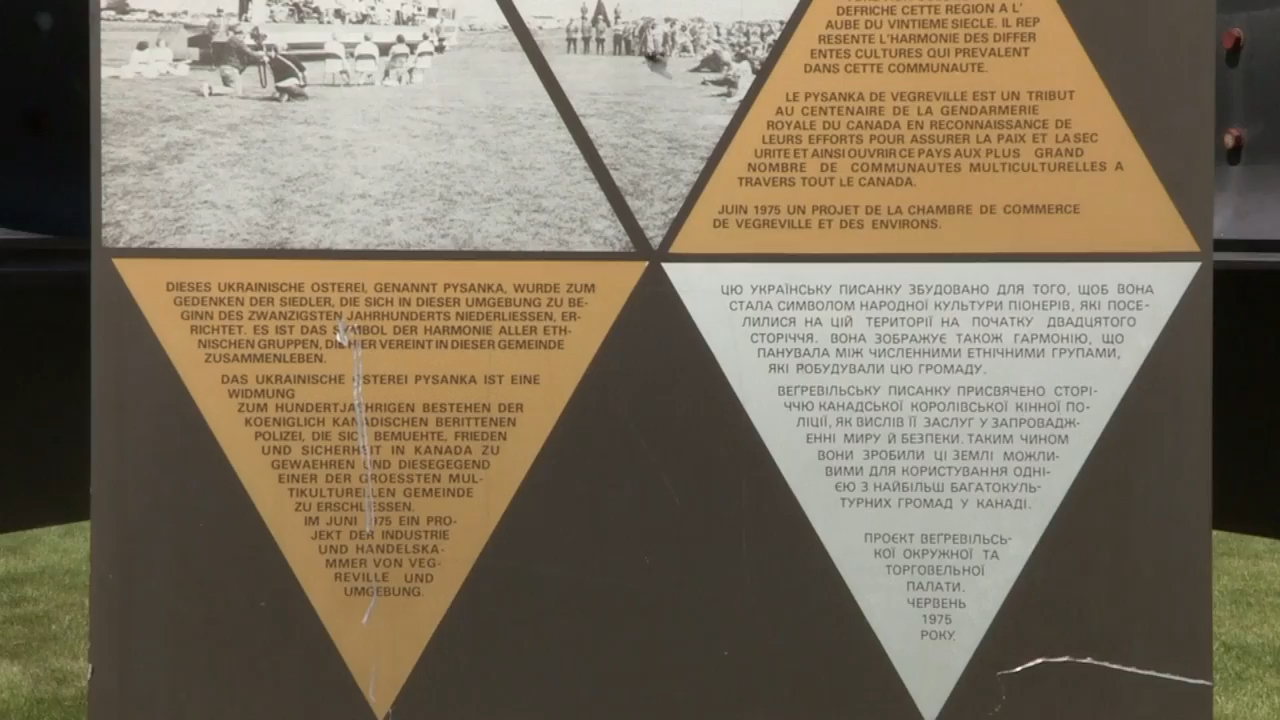 DEFRICHE CETTE REGION A L'
AUBE DU VINTIEME SIECLE. IL REP
RESENTE L'HARMONIE DES DIFFER
ENTES CULTURES QUI PREVALENT
DANS CETTE COMMUNAUTE.
LE PYSANKA DE VEGREVILLE EST UN TRIBUT
AU CENTENAIRE DE LA GENDARMERIE
ROYALE DU CANADA EN RECONNAISSANCE DE
LEURS EFFORTS POUR ASSURER LA PAIX ET LA SEC
URITE ET AINSI OUVRIR CE PAYS AUX PLUS GRAND
NOMBRE DE COMMUNAUTES MULTICULTURELLES A
TRAVERS TOUT LE CANADA.
JUIN 1975 UN PROJET DE LA CHAMBRE DE COMMERCE
DE VEGREVILLE ET DES ENVIRONS.
DIESES UKRAINISCHE OSTEREI, GENANNT PYSANKA, WURDE ZUM
GEDENKEN DER SIEDLER, DIE SICH IN DIESER UMGEBUNG ZU BE-
GINN DES ZWANZIGSTEN JAHRHUNDERTS NIEDERLIESSEN, ER-
RICHTET. ES IST DAS SYMBOL DER HARMONIE ALLER ETH-
NISCHEN GRUPPEN, DIE HIER VEREINT IN DIESER GEMEINDE
ZUSAMMENLEBEN.
DAS UKRAINISCHE OSTEREI PYSANKA IST EINE
WIDMUNG
ZUM HUNDERTJAEHRIGEN BESTEHEN DER
KOENIGLICH KANADISCHEN BERITTENEN
POLIZEI, DIE SICH BEMUEHTE, FRIEDEN
UND SICHERHEIT IN KANADA ZU
GEWAEHREN UND DIESEGEGEND
EINER DER GROESSTEN MUL-
TIKULTURELLEN GEMEINDE
ZU ERSCHLIESSEN.
IM JUNI 1975 EIN PRO-
JEKT DER INDUSTRIE
UND HANDELSKA-
MMER VON VEG-
REVILLE UND
UMGEBUNG.
ЦЮ УКРАЇНСЬКУ ПИСАНКУ ЗБУДОВАНО ДЛЯ ТОГО, ЩОБ ВОНА
СТАЛА СИМВОЛОМ НАРОДНОЇ КУЛЬТУРИ ПІОНЕРІВ, ЯКІ ПОСЕ-
ЛИЛИСЯ НА ЦІЙ ТЕРИТОРІЇ НА ПОЧАТКУ ДВАДЦЯТОГО
СТОРІЧЧЯ. ВОНА ЗОБРАЖУЄ ТАКОЖ ГАРМОНІЮ, ЩО
ПАНУВАЛА МІЖ ЧИСЛЕННИМИ ЕТНІЧНИМИ ГРУПАМИ,
ЯКІ РОБУДУВАЛИ ЦЮ ГРОМАДУ.
ВЕГРЕВІЛЬСЬКУ ПИСАНКУ ПРИСВЯЧЕНО СТОРІ-
ЧЧЮ КАНАДСЬКОЇ КОРОЛІВСЬКОЇ КІННОЇ ПО-
ЛІЦІЇ, ЯК ВИСЛІВ ЇЇ ЗАСЛУГ У ЗАПРОВАДЖ-
ЕННІ МИРУ Й БЕЗПЕКИ. ТАКИМ ЧИНОМ
ВОНИ ЗРОБИЛИ ЦІ ЗЕМЛІ МОЖЛИ-
ВИМИ ДЛЯ КОРИСТУВАННЯ ОДНІ-
ЄЮ З НАЙБІЛЬШ БАГАТОКУЛЬ-
ТУРНИХ ГРОМАД У КАНАДІ.
ПРОЄКТ ВЕГРЕВІЛЬСЬ-
КОЇ ОКРУЖНОЇ ТА
ТОРГОВЕЛЬНОЇ
ПАЛАТИ.
ЧЕРВЕНЬ
1975
РОКУ.